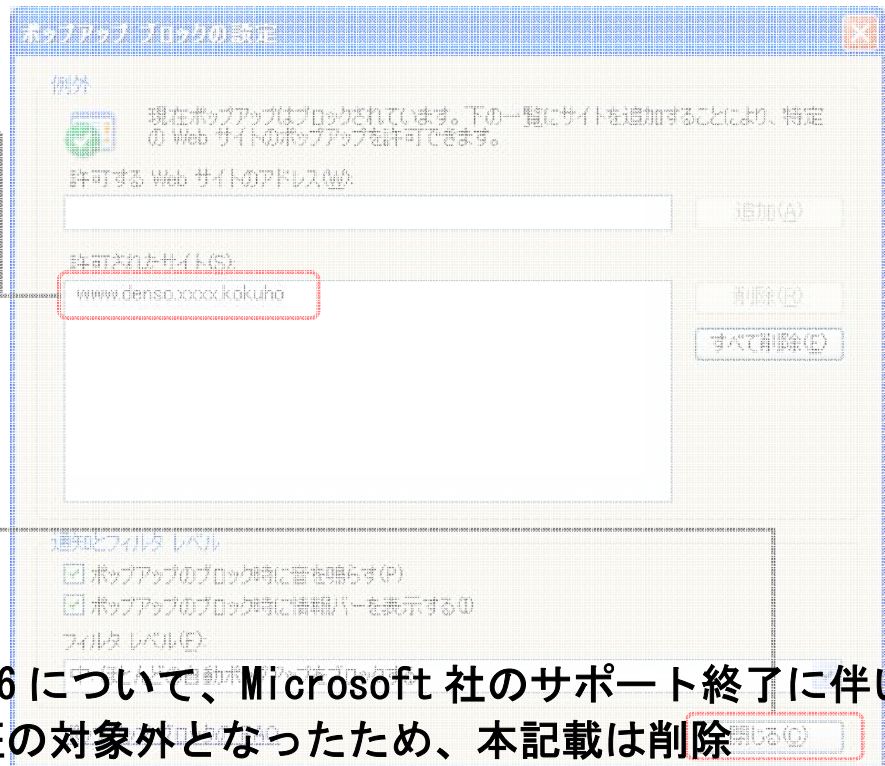 ポップアップ ブロックの設定
例外
現在ポップアップはブロックされています。下の一覧にサイトを追加することにより、特定
の Web サイトのポップアップを許可できます。
許可する Web サイトのアドレス(W):
追加(A)
許可されたサイト(S):
www.denso.xxxx.kokuho
削除(R)
すべて削除(E)
通知とフィルタ レベル
ポップアップのブロック時に音を鳴らす(P)
ポップアップのブロック時に情報バーを表示する(I)
フィルタ レベル(F):
6 について、Microsoft 社のサポート終了に伴い
の対象外となったため、本記載は削除
閉じる(C)